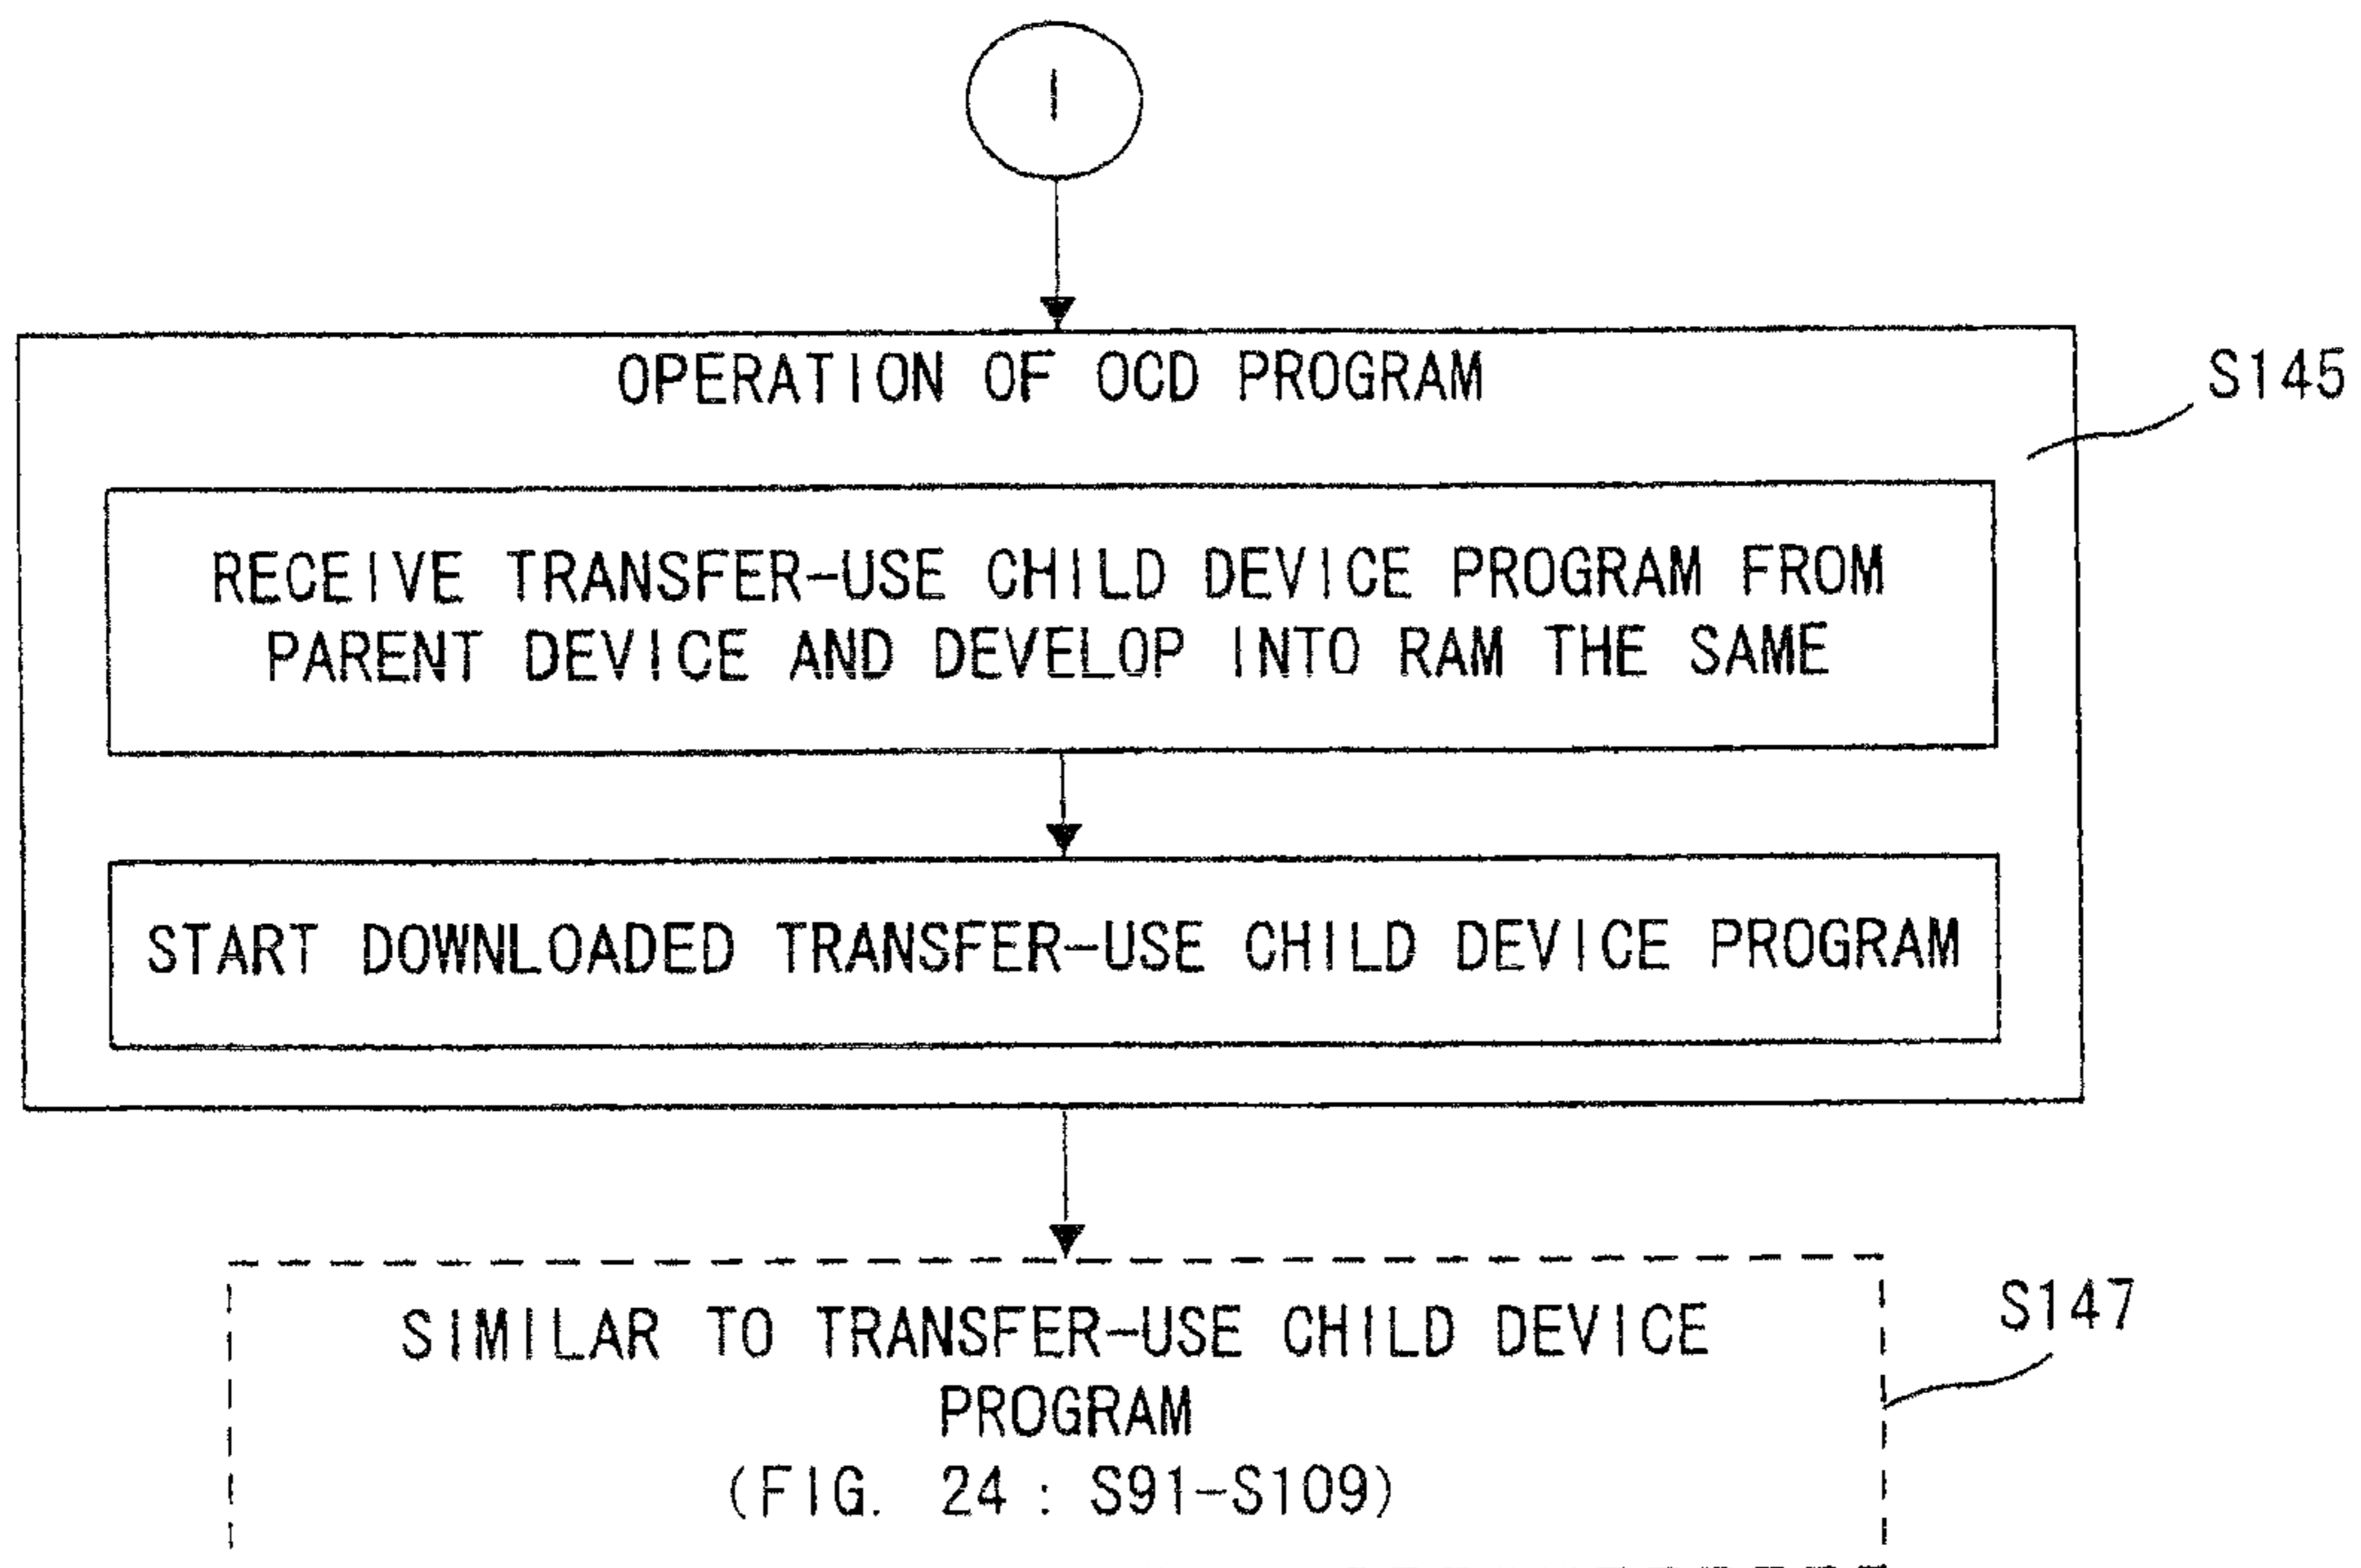 I
OPERATION OF OCD PROGRAM
S145
RECEIVE TRANSFER-USE CHILD DEVICE PROGRAM FROM
PARENT DEVICE AND DEVELOP INTO RAM THE SAME
START DOWNLOADED TRANSFER-USE CHILD DEVICE PROGRAM
SIMILAR TO TRANSFER-USE CHILD DEVICE
PROGRAM
(FIG. 24 : S91-S109)
S147